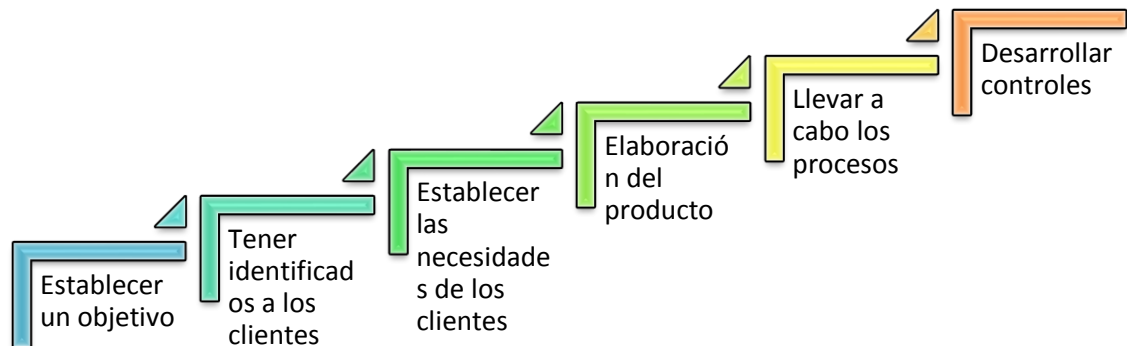 Establecer
un objetivo
Tener
identificad
os a los
clientes
Establecer
las
necesidade
s de los
clientes
Elaboració
n del
producto
Llevar a
cabo los
procesos
Desarrollar
controles